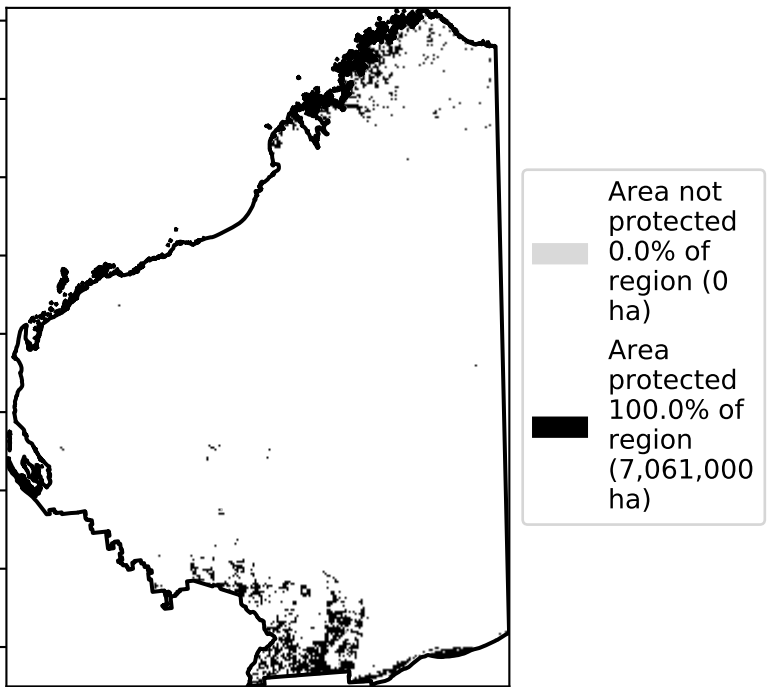 Area not
protected
0.0% of
region (0
ha)
Area
protected
100.0% of
region
(7,061,000
ha)